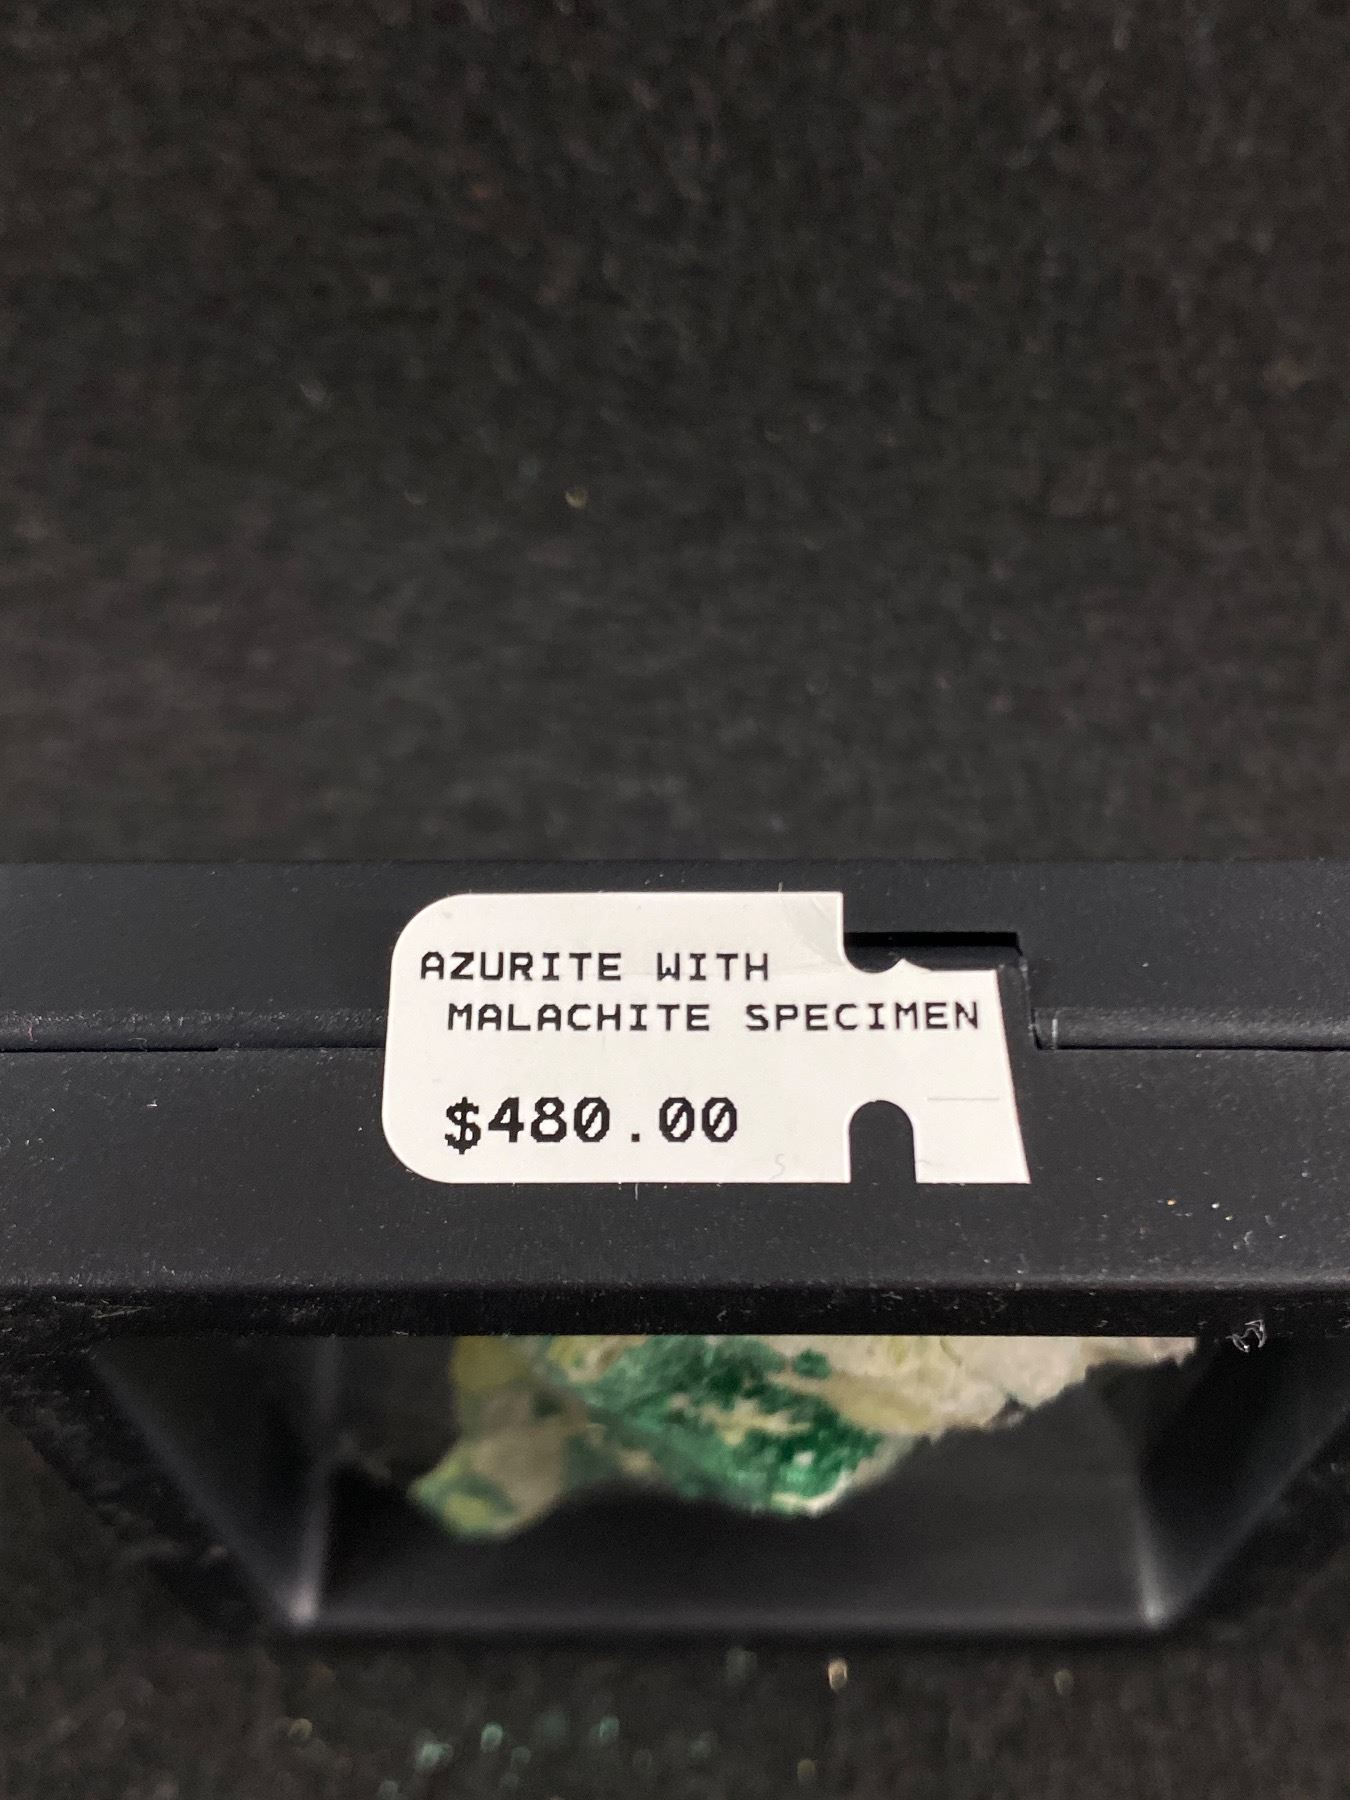 AZURITE WITH
MALACHITE SPECIMEN
$480.00